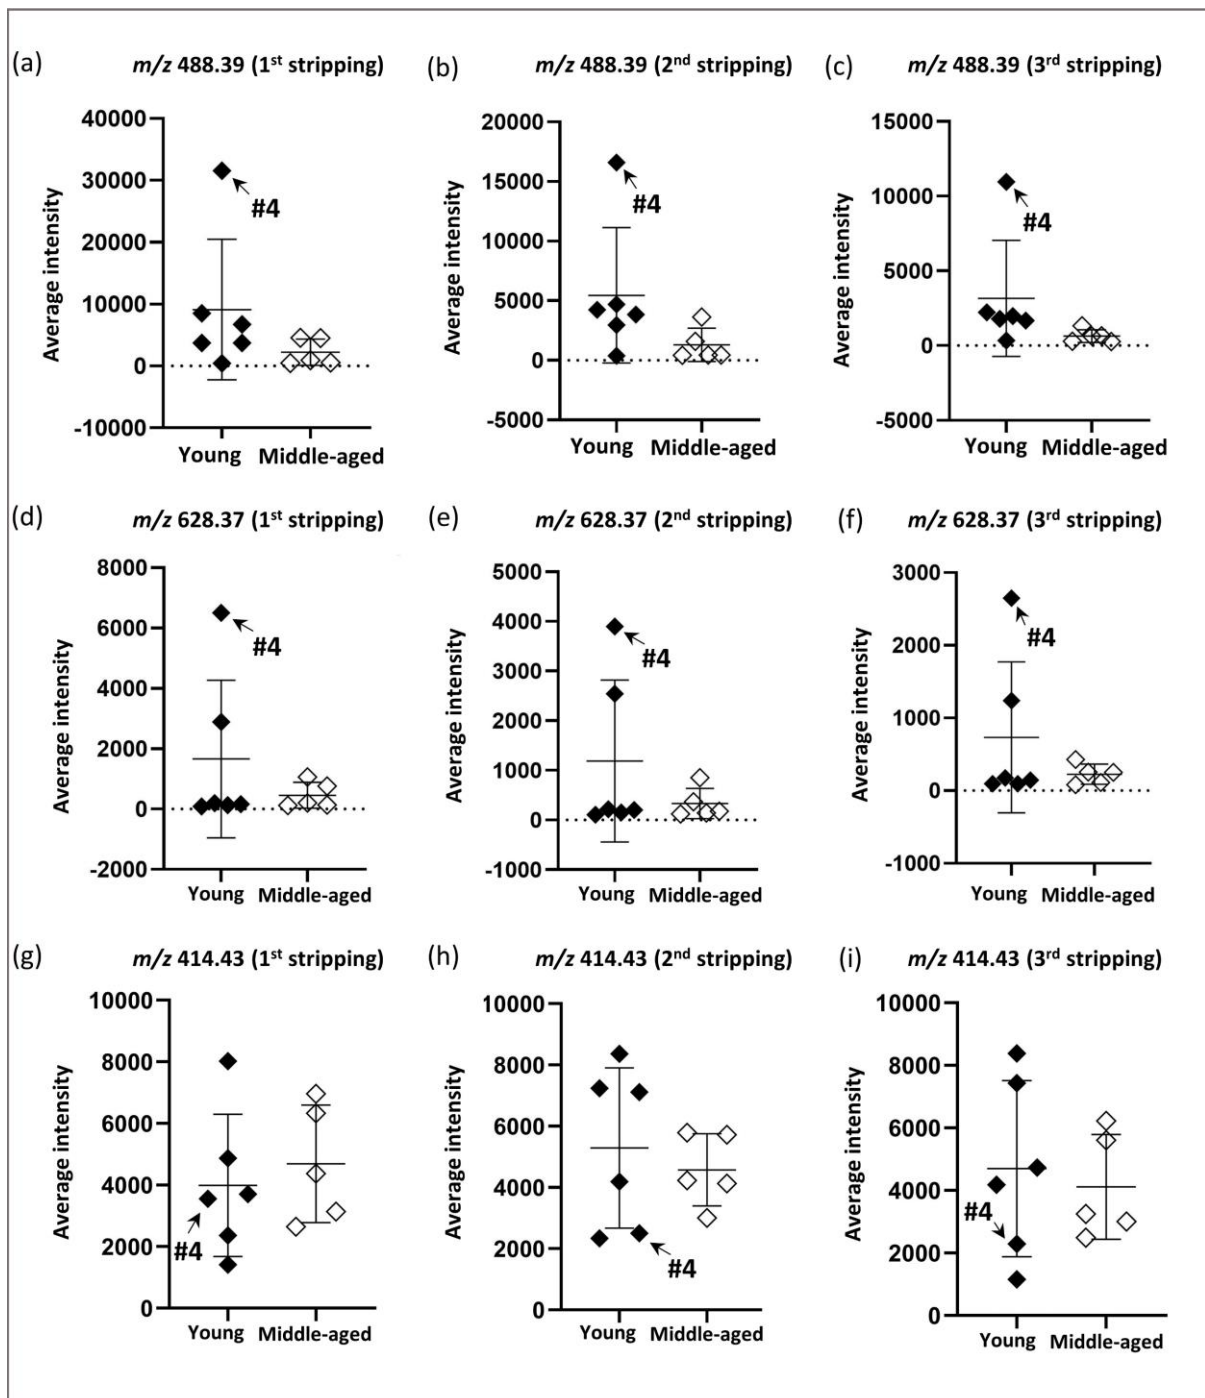 (a) m/z 488.39 (1st stripping)
40000
30000
20000
10000
0
-10000
Average intensity
#4
Young Middle-aged
(b) m/z 488.39 (2nd stripping)
20000
15000
10000
5000
0
-5000
Average intensity
#4
Young Middle-aged
(c) m/z 488.39 (3rd stripping)
15000
10000
5000
0
-5000
Average intensity
#4
Young Middle-aged
(d) m/z 628.37 (1st stripping)
8000
6000
4000
2000
0
-2000
Average intensity
#4
Young Middle-aged
(e) m/z 628.37 (2nd stripping)
5000
4000
3000
2000
1000
0
-1000
Average intensity
#4
Young Middle-aged
(f) m/z 628.37 (3rd stripping)
3000
2000
1000
0
-1000
Average intensity
#4
Young Middle-aged
(g) m/z 414.43 (1st stripping)
10000
8000
6000
4000
2000
0
Average intensity
#4
Young Middle-aged
(h) m/z 414.43 (2nd stripping)
10000
8000
6000
4000
2000
0
Average intensity
#4
Young Middle-aged
(i) m/z 414.43 (3rd stripping)
10000
8000
6000
4000
2000
0
Average intensity
#4
Young Middle-aged